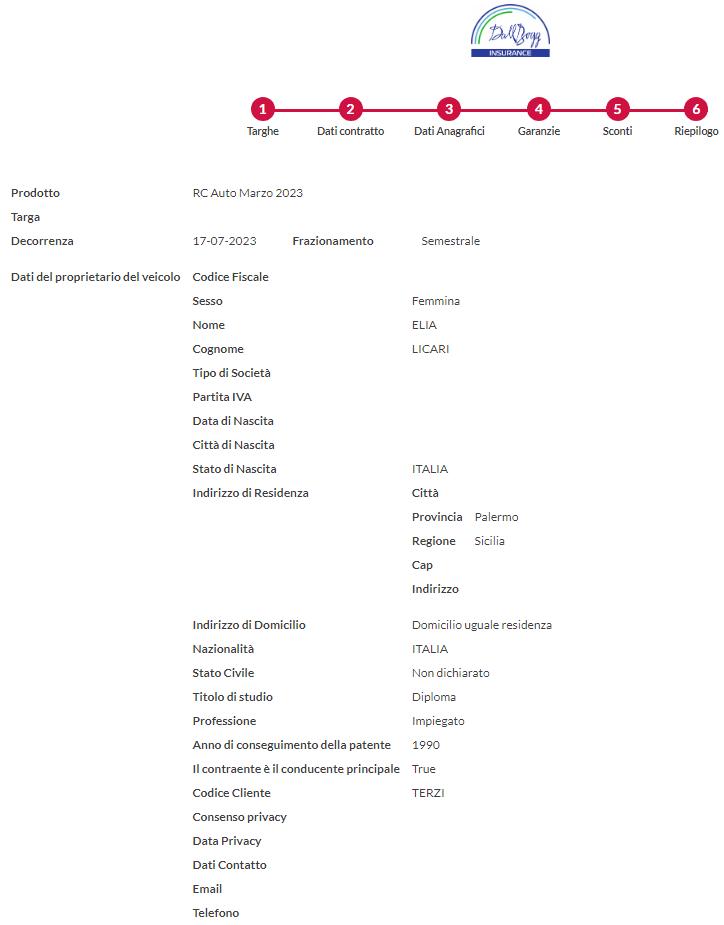 DallBogg
INSURANCE
1 2 3 4 5 6
Targhe Dati contratto Dati Anagrafici Garanzie Sconti Riepilogo
Prodotto RC Auto Marzo 2023
Targa
Decorrenza 17-07-2023 Frazionamento Semestrale
Dati del proprietario del veicolo Codice Fiscale
Sesso Femmina
Nome ELIA
Cognome LICARI
Tipo di Società
Partita IVA
Data di Nascita
Città di Nascita
Stato di Nascita ITALIA
Indirizzo di Residenza Città
Provincia Palermo
Regione Sicilia
Cap
Indirizzo
Indirizzo di Domicilio Domicilio uguale residenza
Nazionalità ITALIA
Stato Civile Non dichiarato
Titolo di studio Diploma
Professione Impiegato
Anno di conseguimento della patente 1990
Il contraente è il conducente principale True
Codice Cliente TERZI
Consenso privacy
Data Privacy
Dati Contatto
Email
Telefono